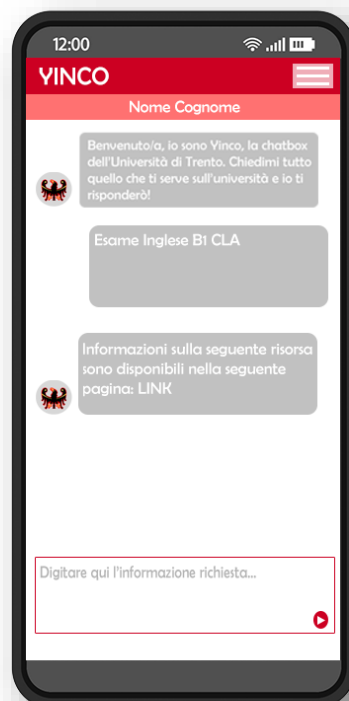 12:00
YINCO
Nome Cognome
Benvenuto/a, io sono Yinco, la chatbox
dell'Università di Trento. Chiedimi tutto
quello che ti serve sull'università e io ti
risponderò!
Esame Inglese B1 CLA
Informazioni sulla seguente risorsa
sono disponibili nella seguente
pagina: LINK
Digitare qui l'informazione richiesta...